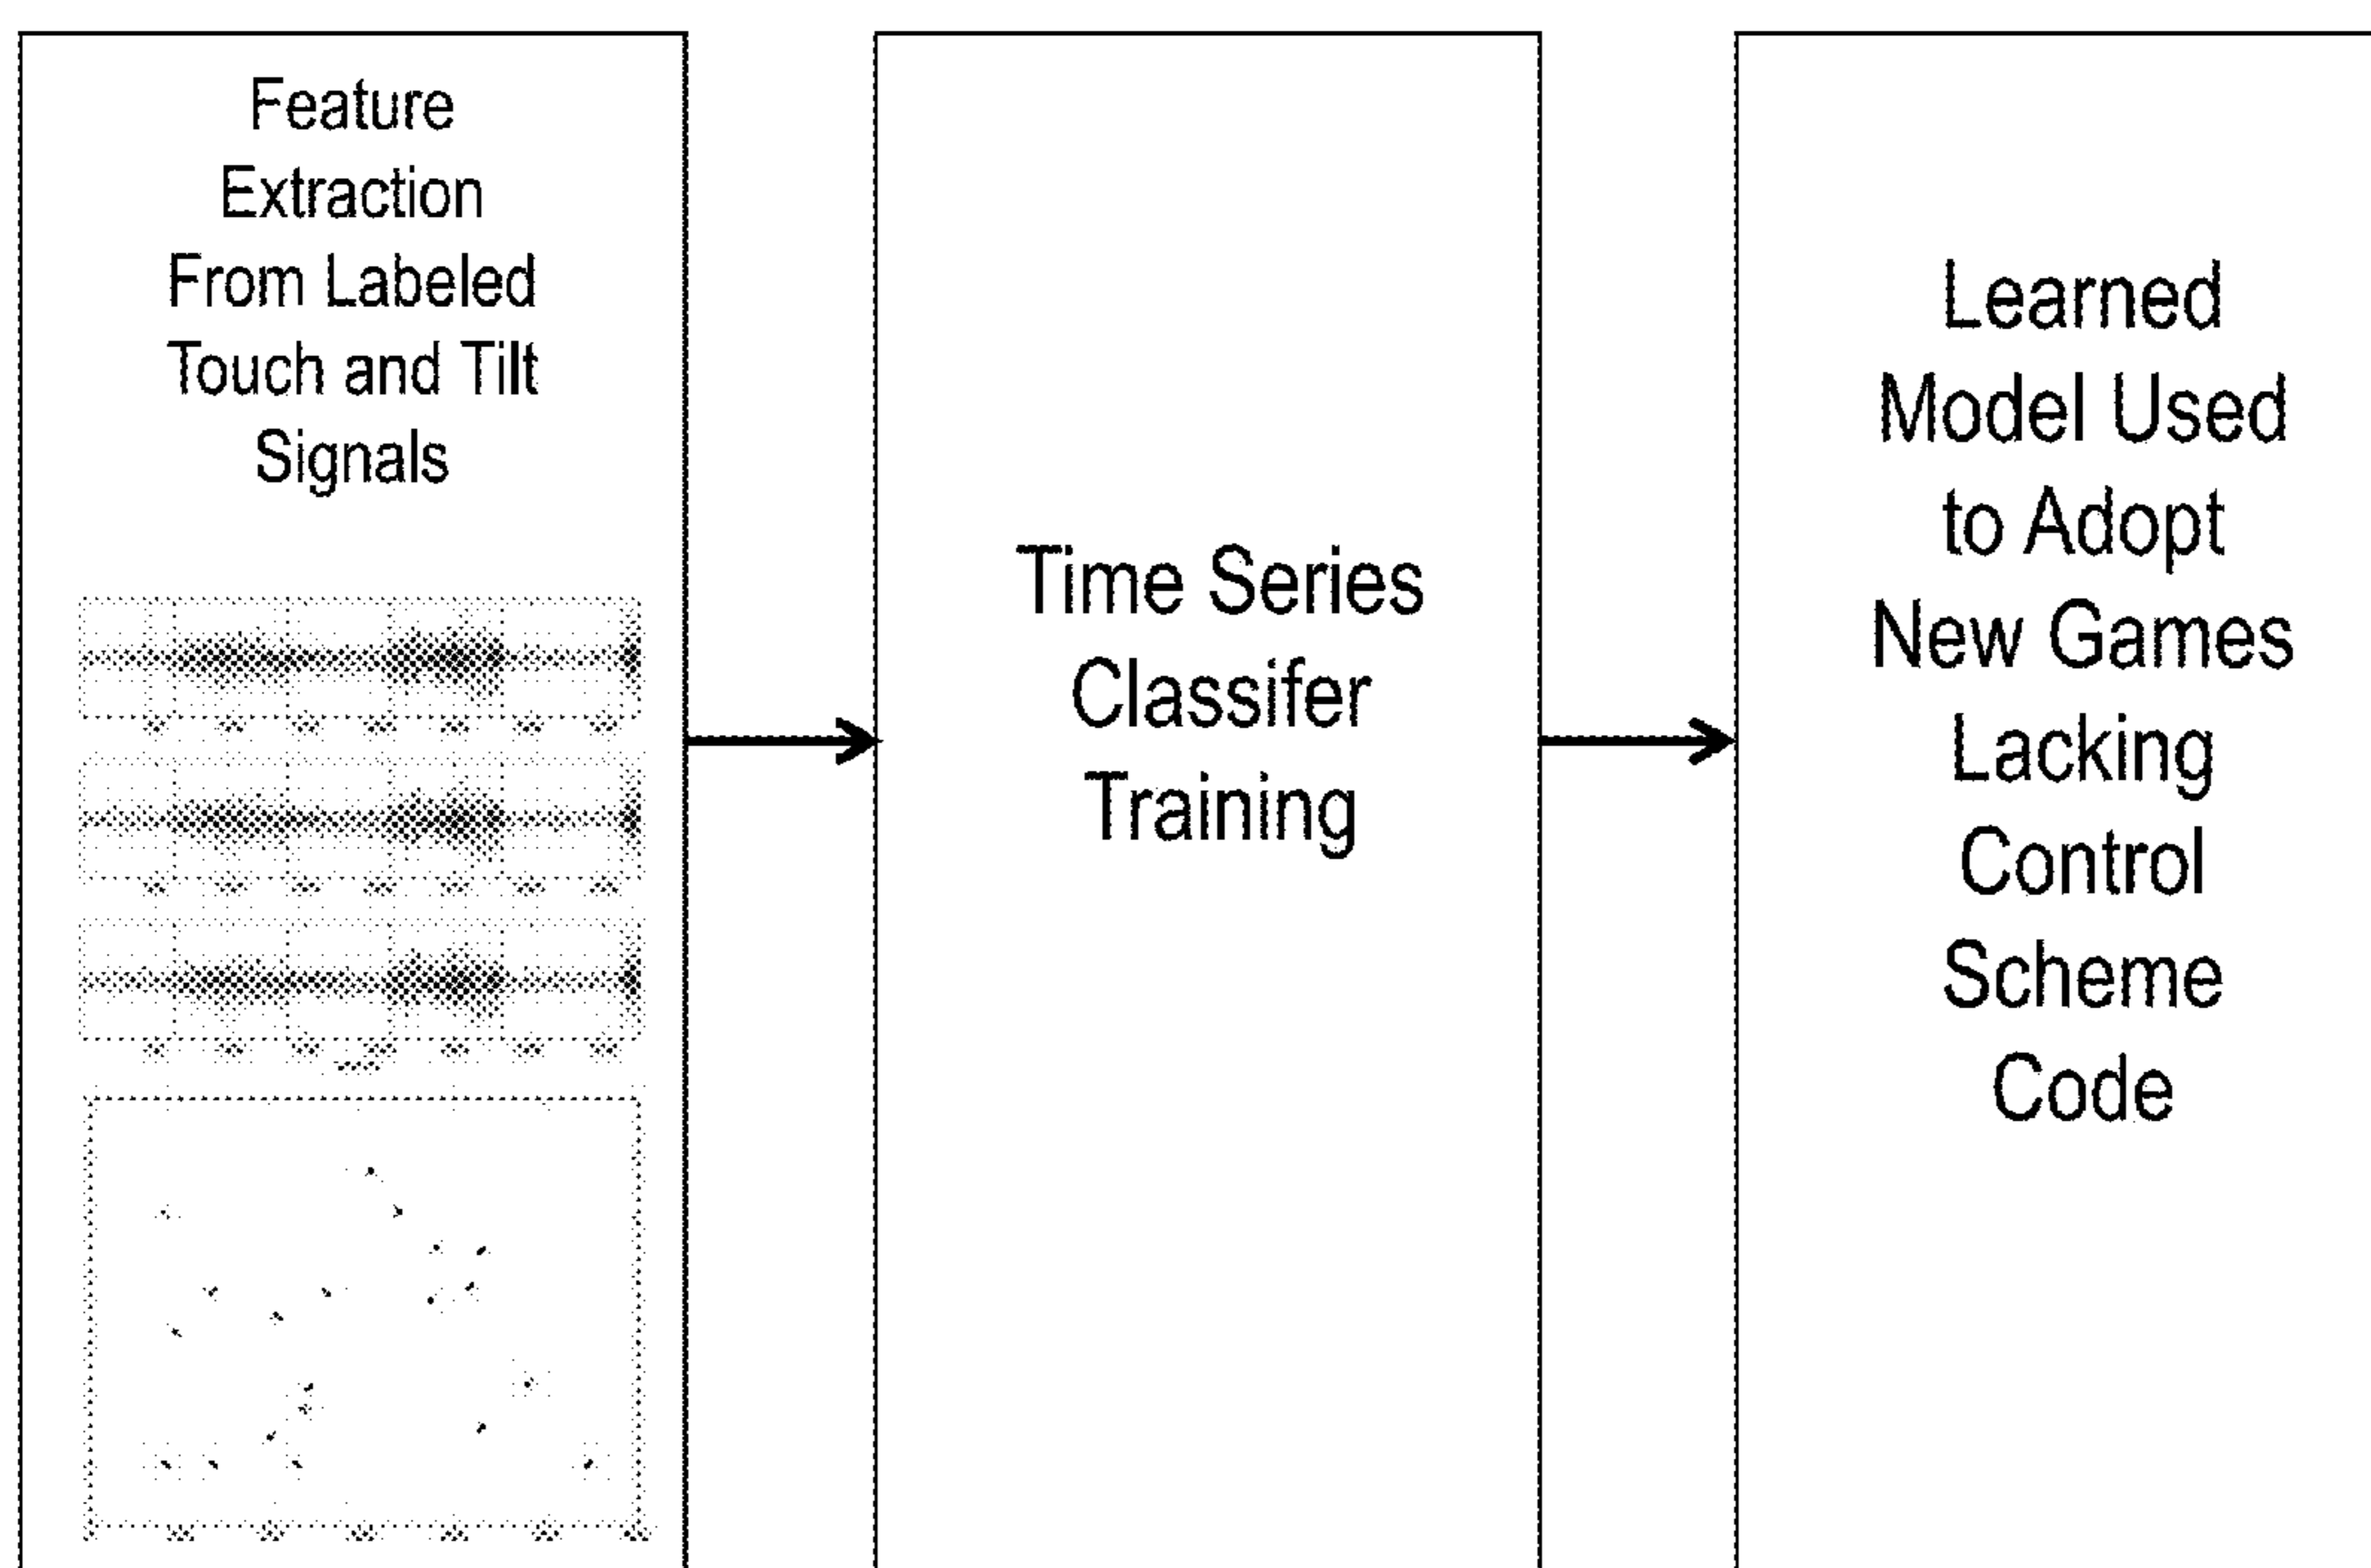 Feature
Extraction
From Labeled
Touch and Tilt
Signals
Time Series
Classifer
Training
Learned
Model Used
to Adopt
New Games
Lacking
Control
Scheme
Code